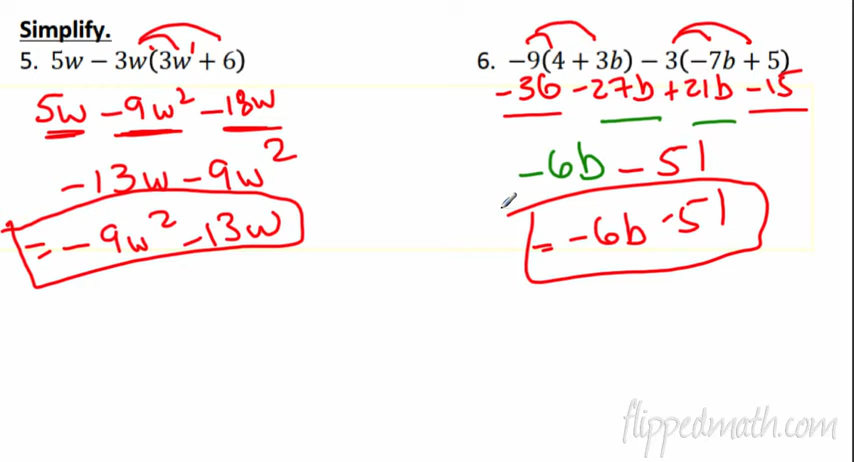 Simplify.
5. 5w − 3w(3w + 6)
5w − 9w² − 18w
−13w − 9w²
= −9w² − 13w
6. −9(4 + 3b) − 3(−7b + 5)
−36 −27b + 21b − 15
−6b − 51
= −6b − 51
flippedmath.com